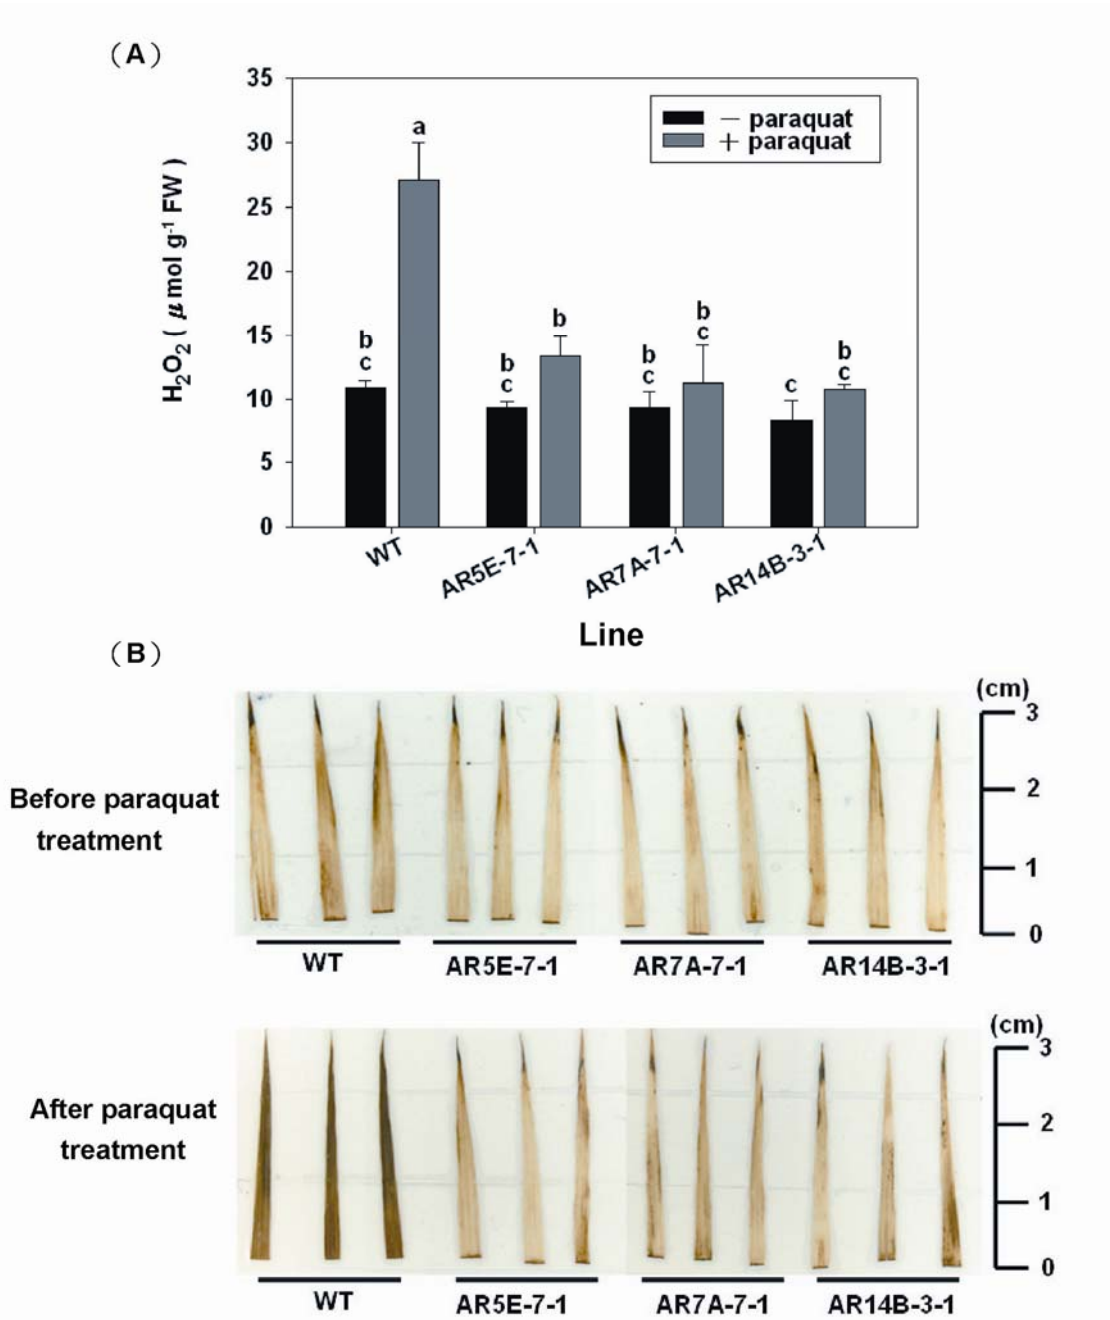 (A)
35
30
25
20
15
10
5
0
H₂O₂ ( μ mol g⁻¹ FW )
− paraquat
+ paraquat
b
c
a
b
c
b
b
c
b
c
c
b
c
WT
AR5E-7-1
AR7A-7-1
AR14B-3-1
Line
(B)
(cm)
3
2
1
0
Before paraquat
treatment
WT
AR5E-7-1
AR7A-7-1
AR14B-3-1
(cm)
3
2
1
0
After paraquat
treatment
WT
AR5E-7-1
AR7A-7-1
AR14B-3-1